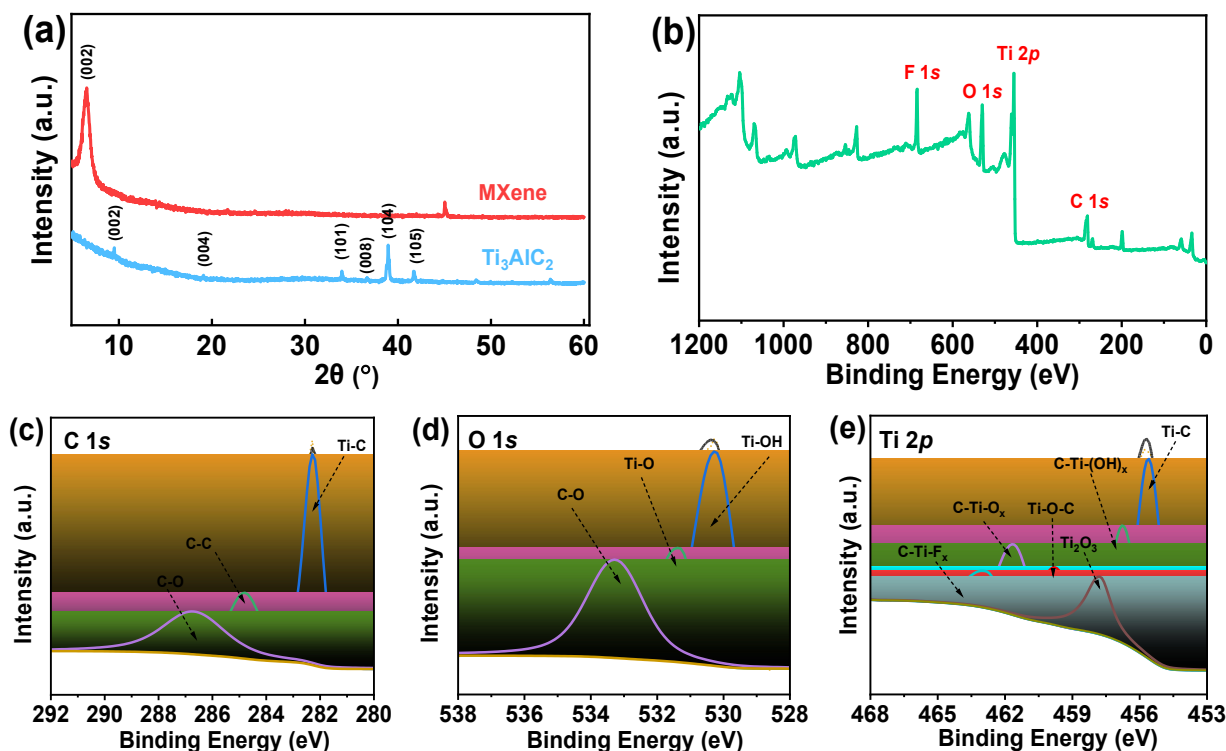 (a)
(002)
MXene
(002)
(004)
(101)
(008)
(104)
(105)
Ti₃AlC₂
Intensity (a.u.)
10 20 30 40 50 60
2θ (°)
(b)
F 1s
O 1s
Ti 2p
C 1s
Intensity (a.u.)
1200 1000 800 600 400 200 0
Binding Energy (eV)
(c)
C 1s
Ti-C
C-C
C-O
Intensity (a.u.)
292 290 288 286 284 282 280
Binding Energy (eV)
(d)
O 1s
Ti-OH
Ti-O
C-O
Intensity (a.u.)
538 536 534 532 530 528
Binding Energy (eV)
(e)
Ti 2p
Ti-C
C-Ti-(OH)ₓ
C-Ti-Oₓ
Ti-O-C
Ti₂O₃
C-Ti-Fₓ
Intensity (a.u.)
468 465 462 459 456 453
Binding Energy (eV)